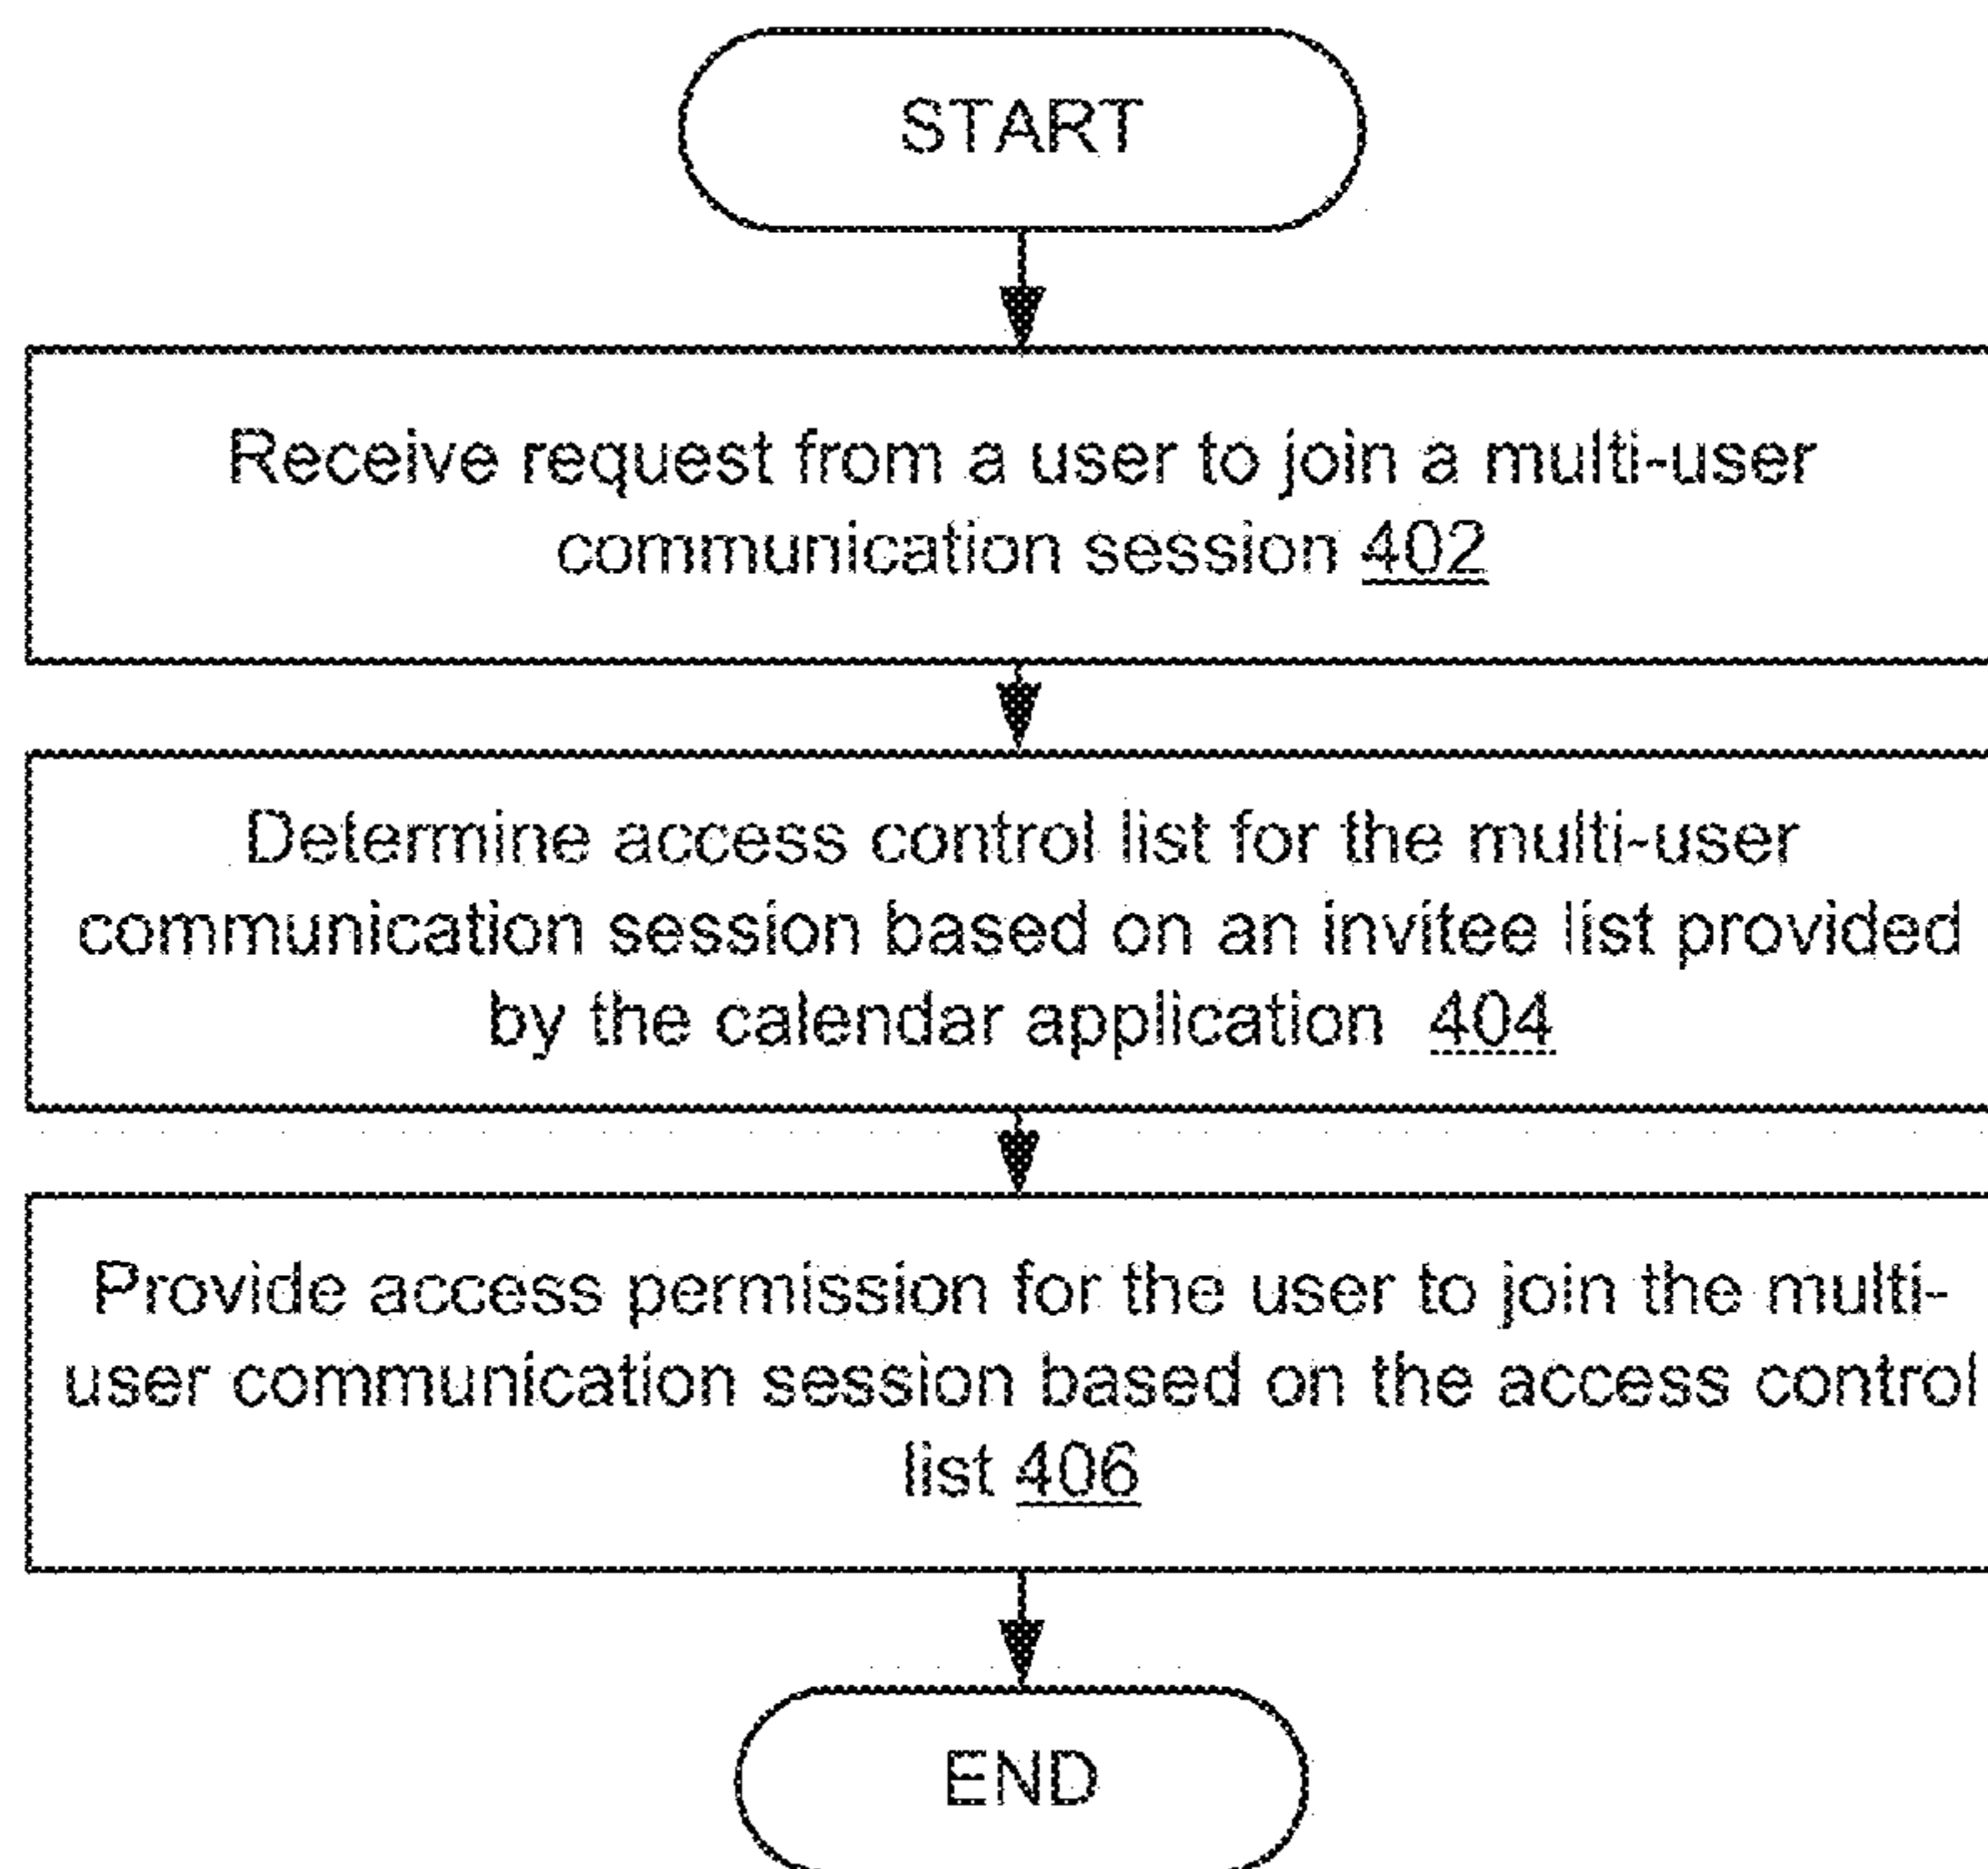 START
Receive request from a user to join a multi-user
communication session 402
Determine access control list for the multi-user
communication session based on an invitee list provided
by the calendar application 404
Provide access permission for the user to join the multi-
user communication session based on the access control
list 406
END